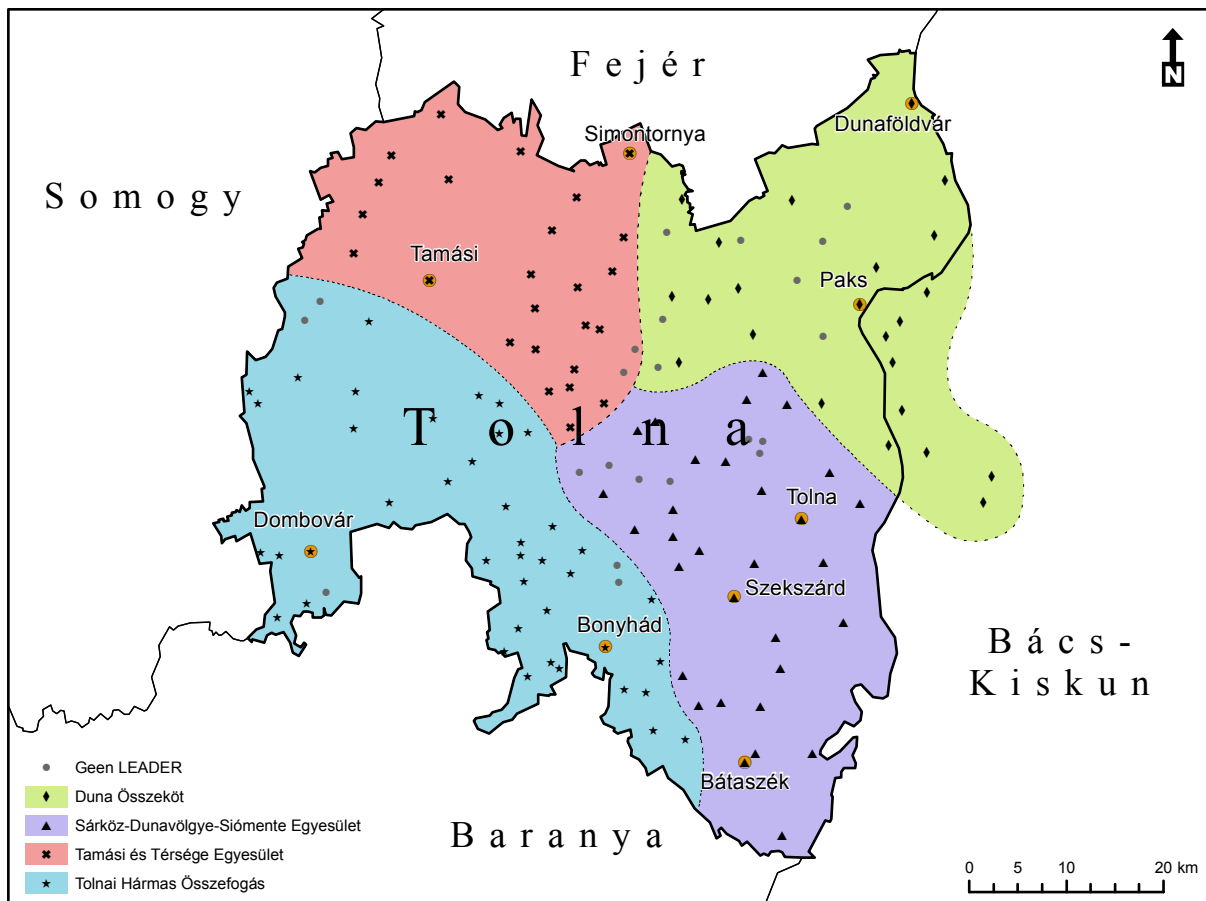 Fejér
N
Dunaföldvár
Simontornya
Somogy
Tamási
Paks
Tolna
Tolna
Dombovár
Szekszárd
Bonyhád
Bács-
Kiskun
Bátaszék
Baranya
Geen LEADER
Duna Összeköt
Sárköz-Dunavölgye-Siómente Egyesület
Tamási és Térsége Egyesület
Tolnai Hármas Összefogás
0 5 10 20 km